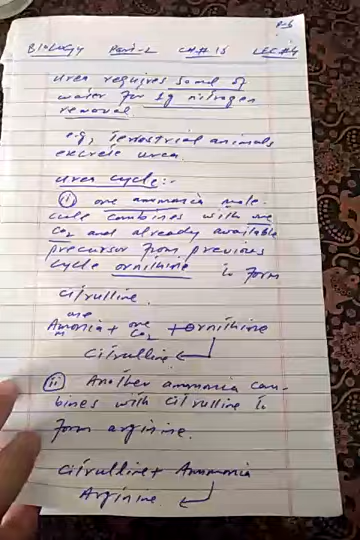 P-6
Biology Part-2 CH# 15 LEC#4
Urea requires 50ml of
water for 1g nitrogen
removal
e.g, Terrestrial animals
excrete urea.
Urea Cycle:-
(i) one ammonia mole-
cule combines with one
CO2 and already available
precursor from previous
cycle ornithine to form
citrulline.
one
Amonia + one CO2 + Ornithine
m
Citrulline
(ii) Another ammonia com-
bines with citrulline to
form arginine.
Citrulline + Ammonia
Arginine